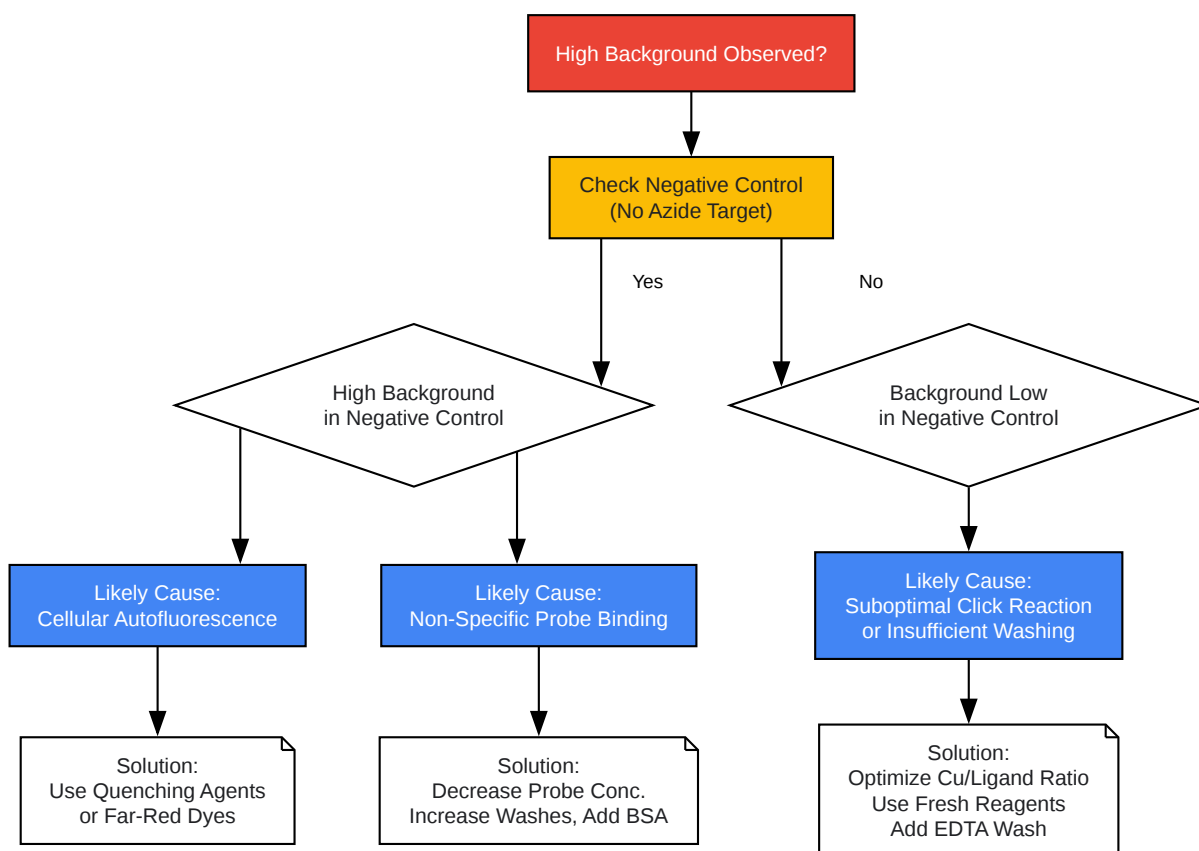 High Background Observed?
Check Negative Control
(No Azide Target)
Yes
No
High Background
in Negative Control
Background Low
in Negative Control
Likely Cause:
Cellular Autofluorescence
Likely Cause:
Non-Specific Probe Binding
Likely Cause:
Suboptimal Click Reaction
or Insufficient Washing
Solution:
Use Quenching Agents
or Far-Red Dyes
Solution:
Decrease Probe Conc.
Increase Washes, Add BSA
Solution:
Optimize Cu/Ligand Ratio
Use Fresh Reagents
Add EDTA Wash